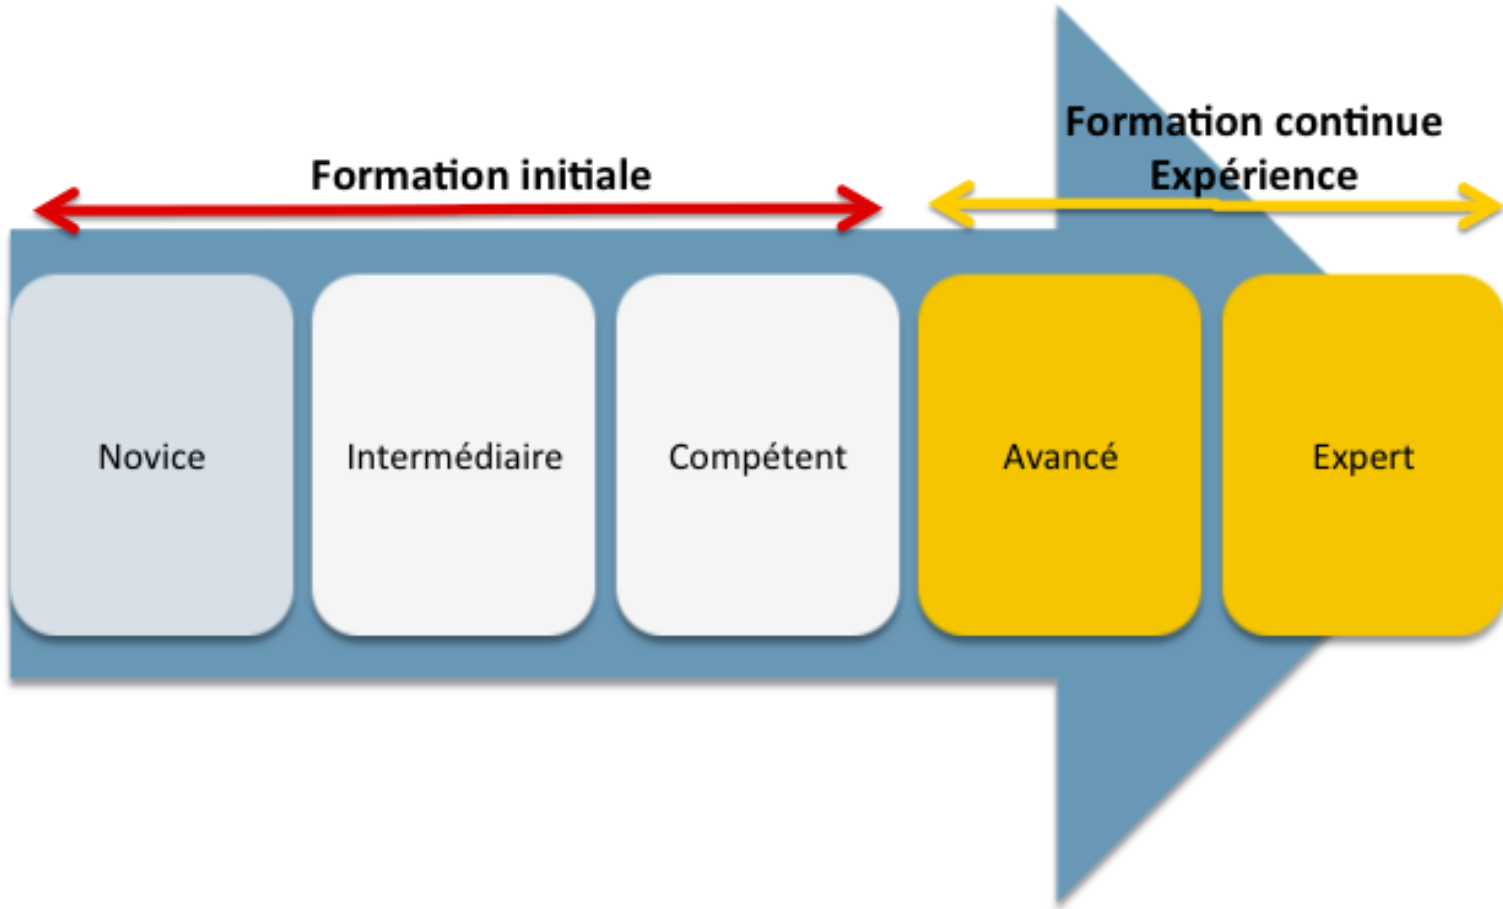 Formation initiale
Formation continue
Expérience
Novice
Intermédiaire
Compétent
Avancé
Expert